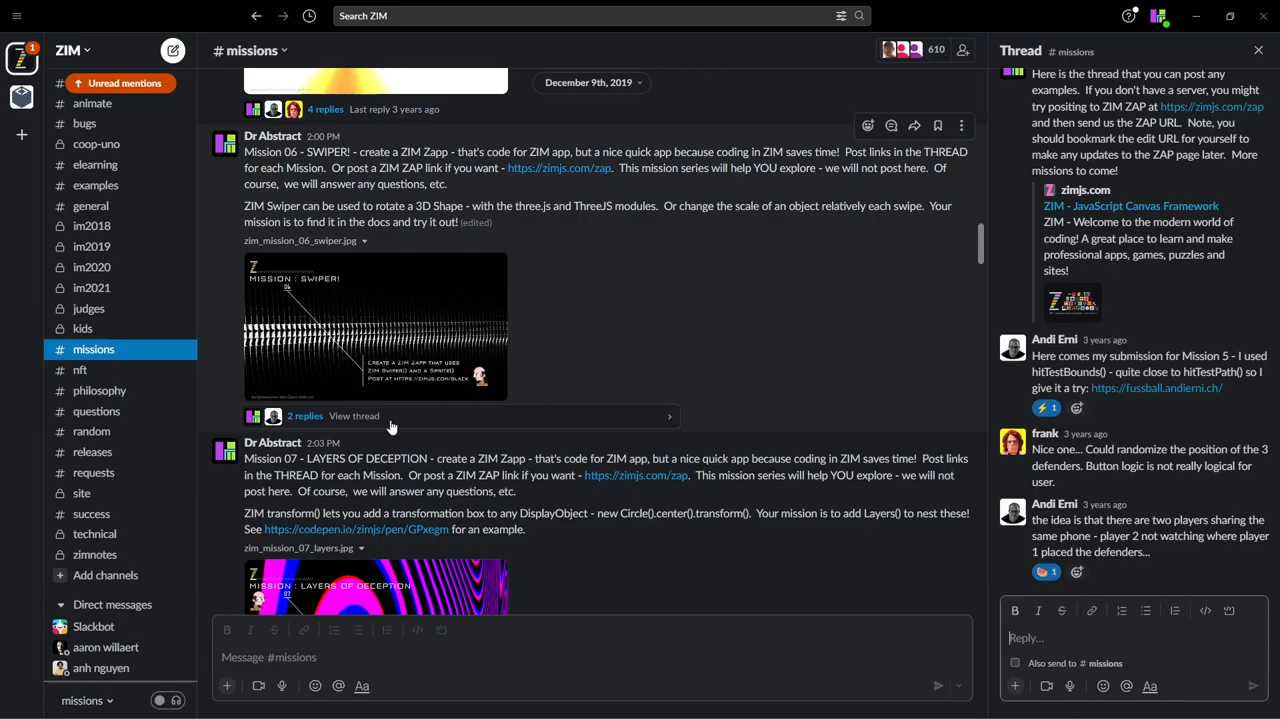 Search ZIM
1
ZIM
Unread mentions
# animate
# bugs
coop-uno
# elearning
# examples
# general
im2018
im2019
im2020
im2021
judges
kids
# missions
# nft
# philosophy
# questions
# random
# releases
# requests
site
# success
# technical
zimnotes
+ Add channels
Direct messages
Slackbot
aaron willaert
anh nguyen
missions
# missions
610
December 9th, 2019
4 replies Last reply 3 years ago
Dr Abstract 2:00 PM
Mission 06 - SWIPER! - create a ZIM Zapp - that's code for ZIM app, but a nice quick app because coding in ZIM saves time! Post links in the THREAD
for each Mission. Or post a ZIM ZAP link if you want - https://zimjs.com/zap. This mission series will help YOU explore - we will not post here. Of
course, we will answer any questions, etc.
ZIM Swiper can be used to rotate a 3D Shape - with the three.js and ThreeJS modules. Or change the scale of an object relatively each swipe. Your
mission is to find it in the docs and try it out! (edited)
zim_mission_06_swiper.jpg
MISSION : SWIPER!
06
CREATE A ZIM ZAPP THAT USES
ZIM SWIPER() AND A SPRITE()
POST AT HTTPS://ZIMJS.COM/SLACK
2 replies View thread
Dr Abstract 2:03 PM
Mission 07 - LAYERS OF DECEPTION - create a ZIM Zapp - that's code for ZIM app, but a nice quick app because coding in ZIM saves time! Post links
in the THREAD for each Mission. Or post a ZIM ZAP link if you want - https://zimjs.com/zap. This mission series will help YOU explore - we will not
post here. Of course, we will answer any questions, etc.
ZIM transform() lets you add a transformation box to any DisplayObject - new Circle().center().transform(). Your mission is to add Layers() to nest these!
See https://codepen.io/zimjs/pen/GPxegm for an example.
zim_mission_07_layers.jpg
MISSION : LAYERS OF DECEPTION
07
Message #missions
Thread # missions
Here is the thread that you can post any
examples. If you don't have a server, you might
try positing to ZIM ZAP at https://zimjs.com/zap
and then send us the ZAP URL. Note, you
should bookmark the edit URL for yourself to
make any updates to the ZAP page later. More
missions to come!
zimjs.com
ZIM - JavaScript Canvas Framework
ZIM - Welcome to the modern world of
coding! A great place to learn and make
professional apps, games, puzzles and
sites!
Andi Erni 3 years ago
Here comes my submission for Mission 5 - I used
hitTestBounds() - quite close to hitTestPath() so I
give it a try: https://fussball.andierni.ch/
1
frank 3 years ago
Nice one... Could randomize the position of the 3
defenders. Button logic is not really logical for
user.
Andi Erni 3 years ago
the idea is that there are two players sharing the
same phone - player 2 not watching where player
1 placed the defenders...
1
Reply...
Also send to # missions